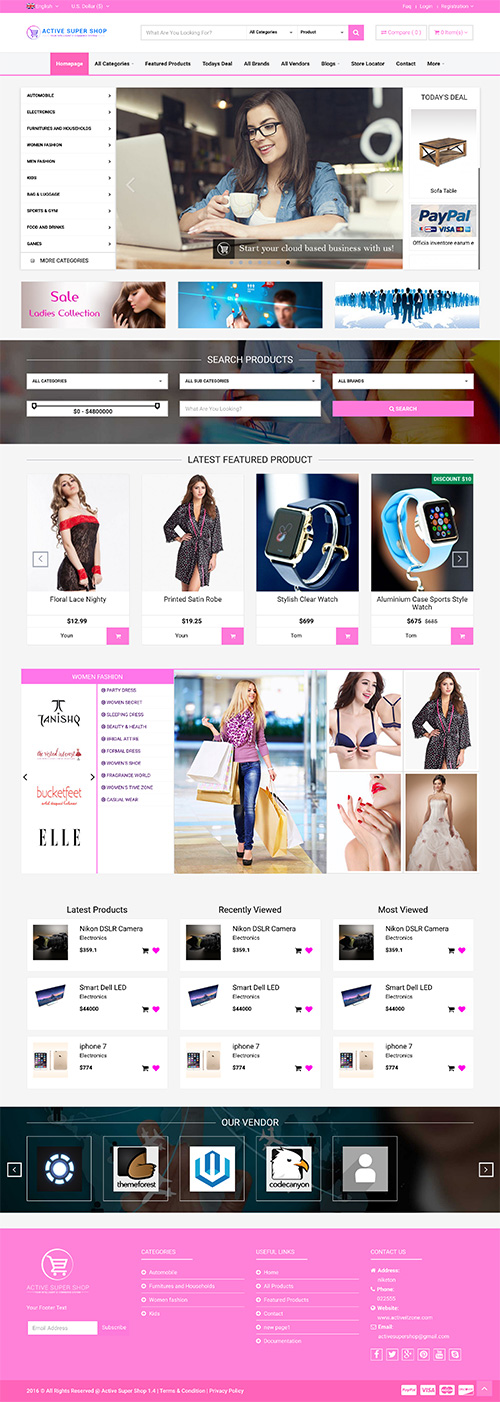 English U.S. Dollar ($) Faq Login Registration
ACTIVE SUPER SHOP What Are You Looking For? All Categories Product Compare ( 0 ) 0 Item(s)
Homepage All Categories Featured Products Todays Deal All Brands All Vendors Blogs Store Locator Contact More
AUTOMOBILE
ELECTRONICS
FURNITURES AND HOUSEHOLDS
WOMEN FASHION
MEN FASHION
KIDS
BAG & LUGGAGE
SPORTS & GYM
FOOD AND DRINKS
GAMES
MORE CATEGORIES
Start your cloud based business with us!
TODAY'S DEAL
Sofa Table
PayPal
VISA
Officia inventore earum e
Sale
Ladies Collection
SEARCH PRODUCTS
ALL CATEGORIES ALL SUB CATEGORIES ALL BRANDS
$0 - $4800000 What Are You Looking? SEARCH
LATEST FEATURED PRODUCT
DISCOUNT $10
Floral Lace Nighty Printed Satin Robe Stylish Clear Watch Aluminium Case Sports Style
Watch
$12.99 $19.25 $699 $675 $685
Youn Youn Tom Tom
WOMEN FASHION
TANISHQ
bucketfeet
ELLE
PARTY DRESS
WOMEN SECRET
SLEEPING DRESS
BEAUTY & HEALTH
BRIDAL ATTIRE
FORMAL DRESS
WOMEN'S SHOE
FRAGRANCE WORLD
WOMEN'S TIME ZONE
CASUAL WEAR
Latest Products Recently Viewed Most Viewed
Nikon DSLR Camera Nikon DSLR Camera Nikon DSLR Camera
Electronics Electronics Electronics
$359.1 $359.1 $359.1
Smart Dell LED Smart Dell LED Smart Dell LED
Electronics Electronics Electronics
$44000 $44000 $44000
iphone 7 iphone 7 iphone 7
Electronics Electronics Electronics
$774 $774 $774
OUR VENDOR
themeforest codecanyon
ACTIVE SUPER SHOP
Your Footer Text
Email Address Subscribe
CATEGORIES
Automobile
Furnitures and Households
Women fashion
Kids
USEFUL LINKS
Home
All Products
Featured Products
Contact
new page1
Documentation
CONTACT US
Address:
nikoton
Phone:
022555
Website:
www.activeitzone.com
Email:
activesupershop@gmail.com
2016 © All Rights Reserved @ Active Super Shop 1.4 | Terms & Condition | Privacy Policy PayPal VISA